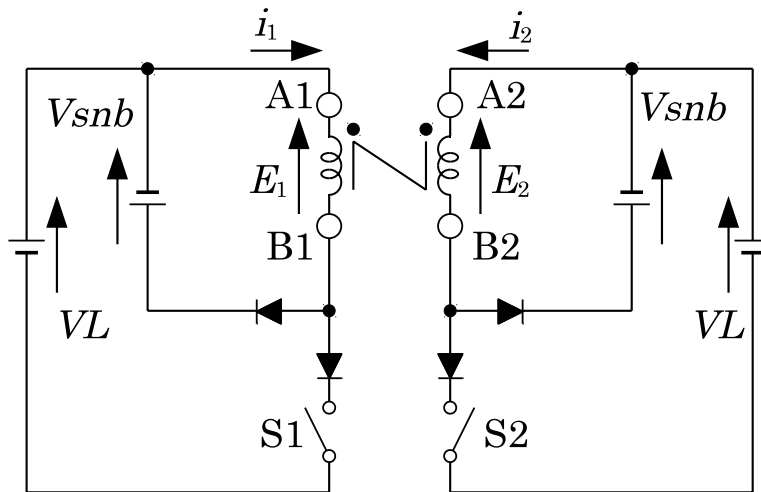 i₁
i₂
A1
A2
Vsnb
Vsnb
E₁
E₂
B1
B2
VL
VL
S1
S2